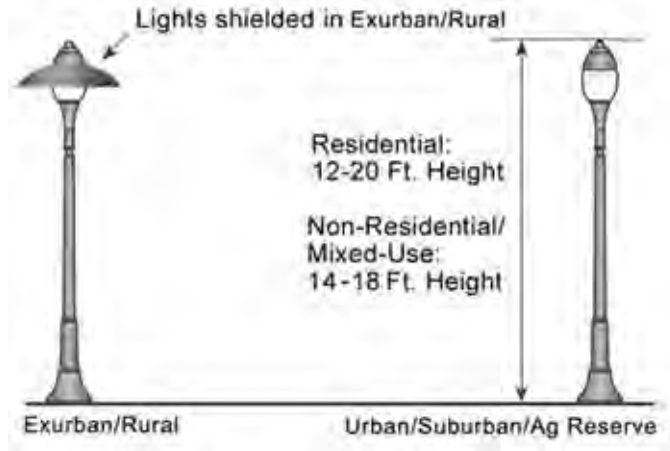 Lights shielded in Exurban/Rural
Residential:
12-20 Ft. Height
Non-Residential/
Mixed-Use:
14-18 Ft. Height
Exurban/Rural
Urban/Suburban/Ag Reserve